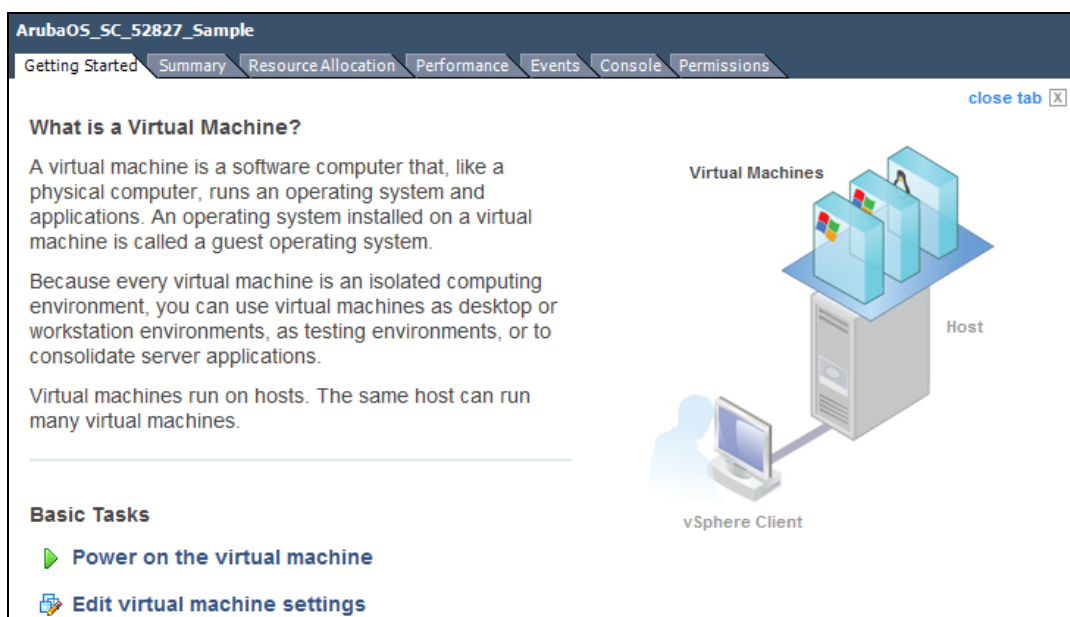 ArubaOS_SC_52827_Sample
Getting Started Summary Resource Allocation Performance Events Console Permissions
close tab X
What is a Virtual Machine?
A virtual machine is a software computer that, like a
physical computer, runs an operating system and
applications. An operating system installed on a virtual
machine is called a guest operating system.
Because every virtual machine is an isolated computing
environment, you can use virtual machines as desktop or
workstation environments, as testing environments, or to
consolidate server applications.
Virtual machines run on hosts. The same host can run
many virtual machines.
Virtual Machines
Host
vSphere Client
Basic Tasks
Power on the virtual machine
Edit virtual machine settings